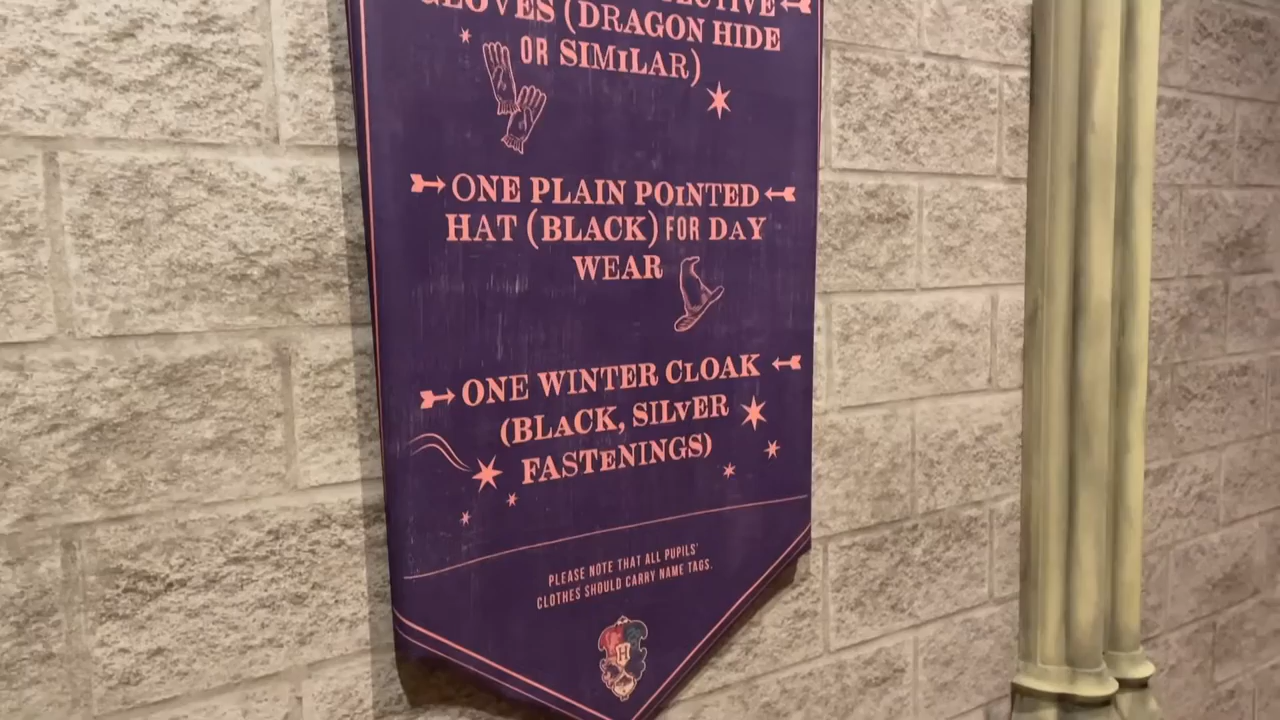 GLOVES (DRAGON HIDE
OR SIMILAR)
ONE PLAIN POINTED
HAT (BLACK) FOR DAY
WEAR
ONE WINTER CLOAK
(BLACK, SILVER
FASTENINGS)
PLEASE NOTE THAT ALL PUPILS'
CLOTHES SHOULD CARRY NAME TAGS.
H